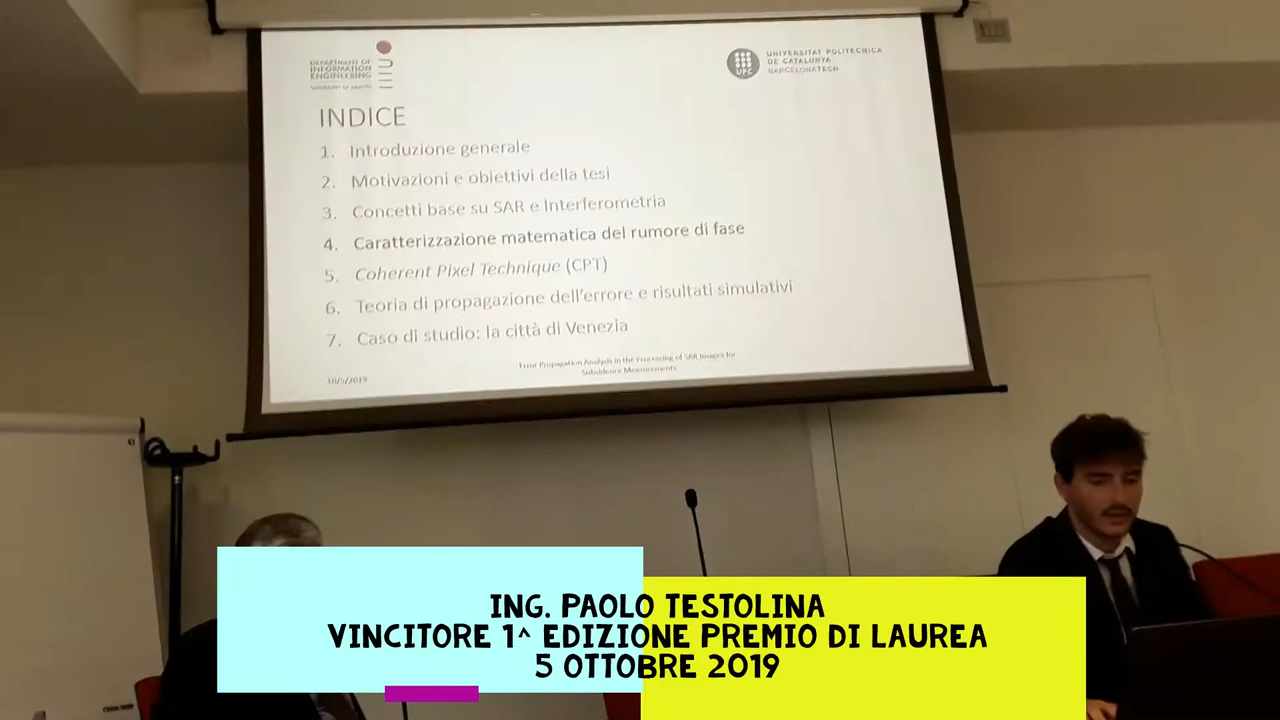 DEPARTMENT OF
INFORMATION
ENGINEERING
UNIVERSITAT POLITÈCNICA
DE CATALUNYA
BARCELONATECH
UPC
INDICE
1. Introduzione generale
2. Motivazioni e obiettivi della tesi
3. Concetti base su SAR e Interferometria
4. Caratterizzazione matematica del rumore di fase
5. Coherent Pixel Technique (CPT)
6. Teoria di propagazione dell'errore e risultati simulativi
7. Caso di studio: la città di Venezia
Error Propagation Analysis in the Processing of SAR Images for
Subsidence Measurements
10/5/2019
ING. PAOLO TESTOLINA
VINCITORE 1^ EDIZIONE PREMIO DI LAUREA
5 OTTOBRE 2019